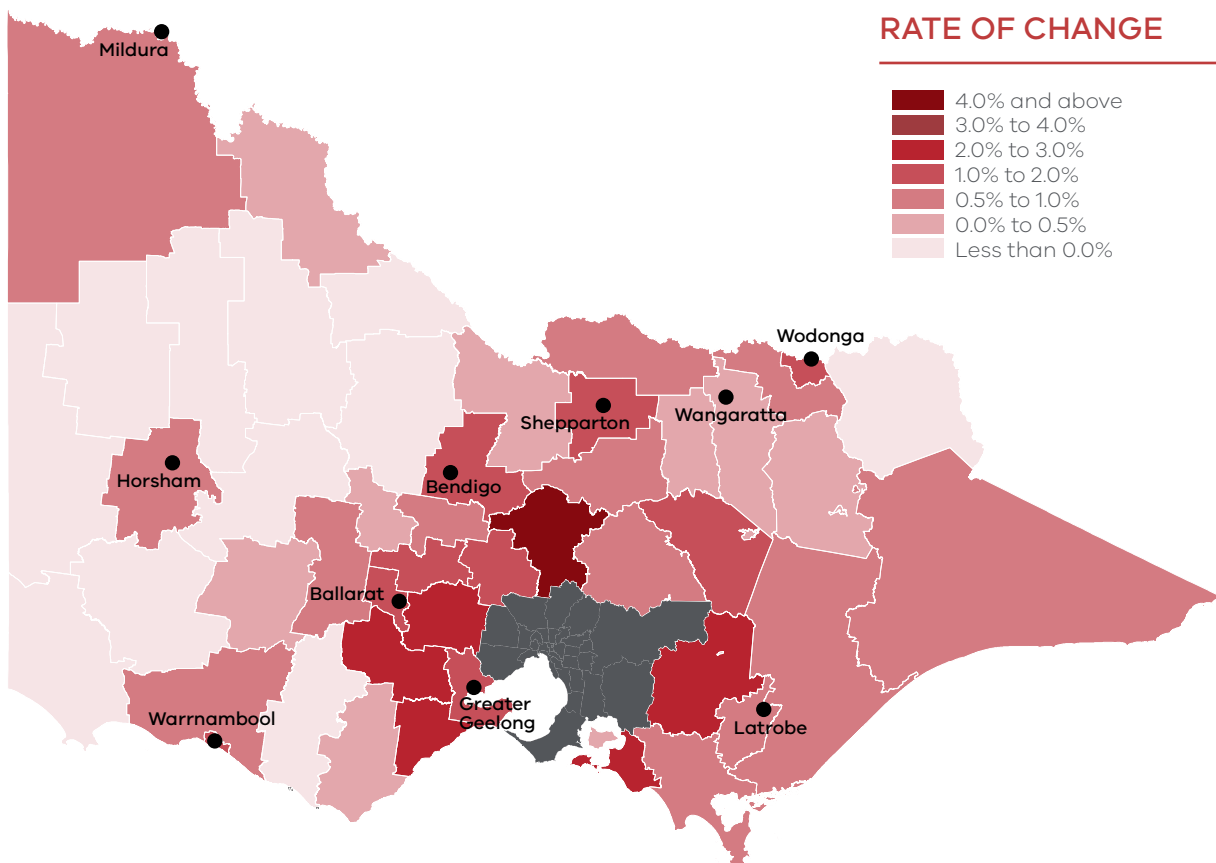 RATE OF CHANGE
4.0% and above
3.0% to 4.0%
2.0% to 3.0%
1.0% to 2.0%
0.5% to 1.0%
0.0% to 0.5%
Less than 0.0%
Mildura
Wodonga
Shepparton
Wangaratta
Horsham
Bendigo
Ballarat
Greater
Geelong
Warrnambool
Latrobe